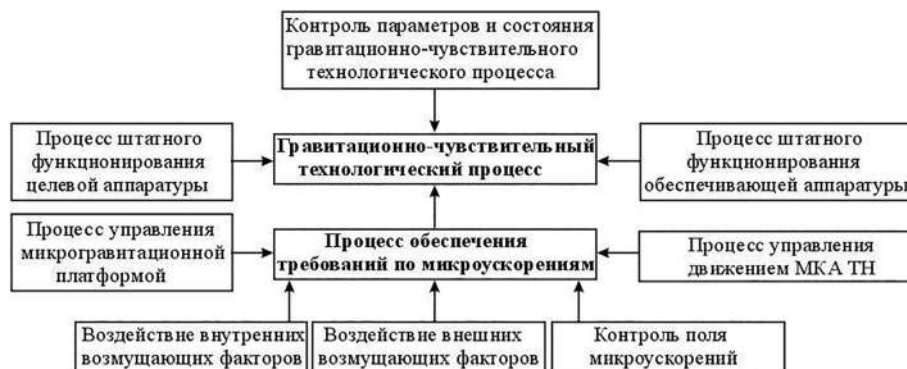 Контроль параметров и состояния
гравитационно-чувствительного
технологического процесса
Процесс штатного
функционирования
целевой аппаратуры
Гравитационно-чувствительный
технологический процесс
Процесс штатного
функционирования
обеспечивающей аппаратуры
Процесс управления
микрогравитационной
платформой
Процесс обеспечения
требований по микроускорениям
Процесс управления
движением МКА ТН
Воздействие внутренних
возмущающих факторов
Воздействие внешних
возмущающих факторов
Контроль поля
микроускорений